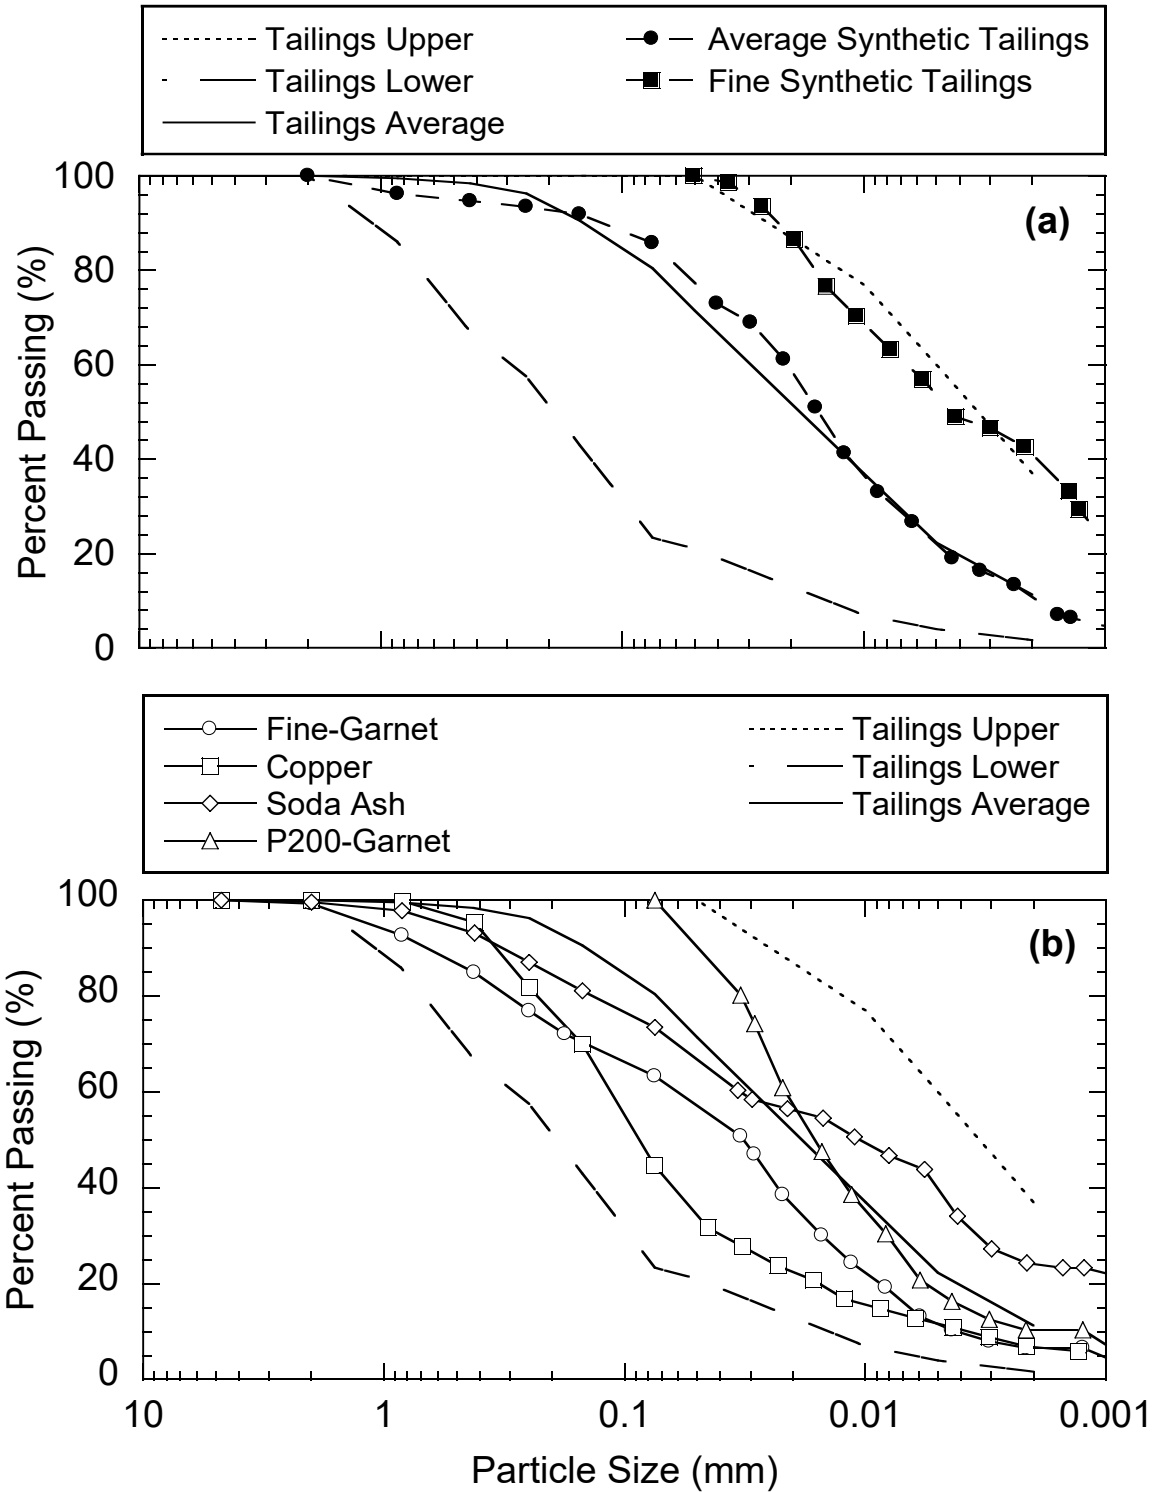 Tailings Upper
Tailings Lower
Tailings Average
Average Synthetic Tailings
Fine Synthetic Tailings
100
80
60
40
20
0
Percent Passing (%)
(a)
Fine-Garnet
Copper
Soda Ash
P200-Garnet
Tailings Upper
Tailings Lower
Tailings Average
100
80
60
40
20
0
Percent Passing (%)
(b)
10 1 0.1 0.01 0.001
Particle Size (mm)